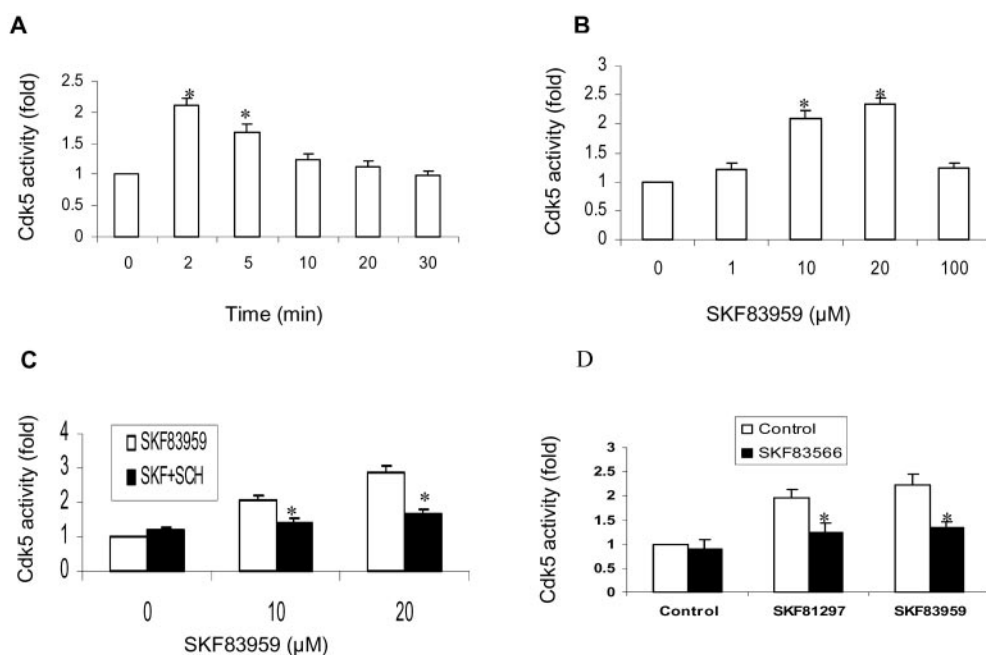 A
Cdk5 activity (fold)
2.5
2
1.5
1
0.5
0
* *
0 2 5 10 20 30
Time (min)
B
Cdk5 activity (fold)
3
2.5
2
1.5
1
0.5
0
* *
0 1 10 20 100
SKF83959 (µM)
C
Cdk5 activity (fold)
4
3
2
1
0
SKF83959
SKF+SCH
* *
0 10 20
SKF83959 (µM)
D
Cdk5 activity (fold)
Control
SKF83566
3
2.5
2
1.5
1
0.5
0
* *
Control SKF81297 SKF83959